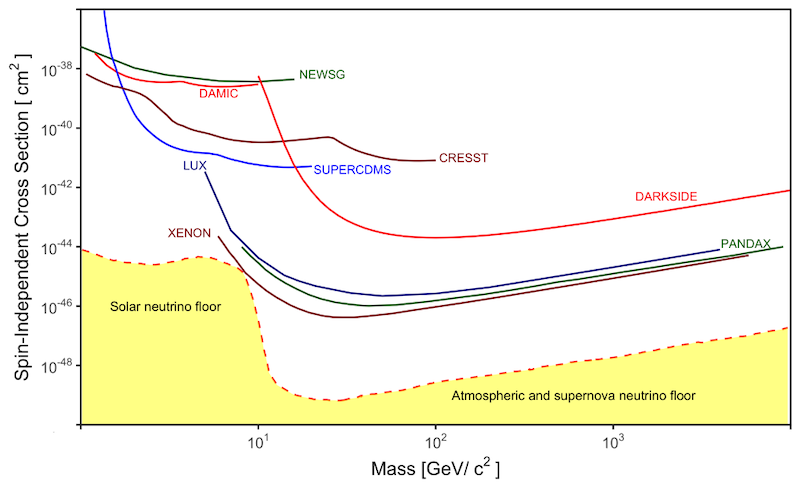 Spin-Independent Cross Section [ cm² ]
10⁻³⁸
10⁻⁴⁰
10⁻⁴²
10⁻⁴⁴
10⁻⁴⁶
10⁻⁴⁸
NEWSG
DAMIC
CRESST
LUX
SUPERCDMS
DARKSIDE
XENON
PANDAX
Solar neutrino floor
Atmospheric and supernova neutrino floor
10¹
10²
10³
Mass [GeV/ c² ]